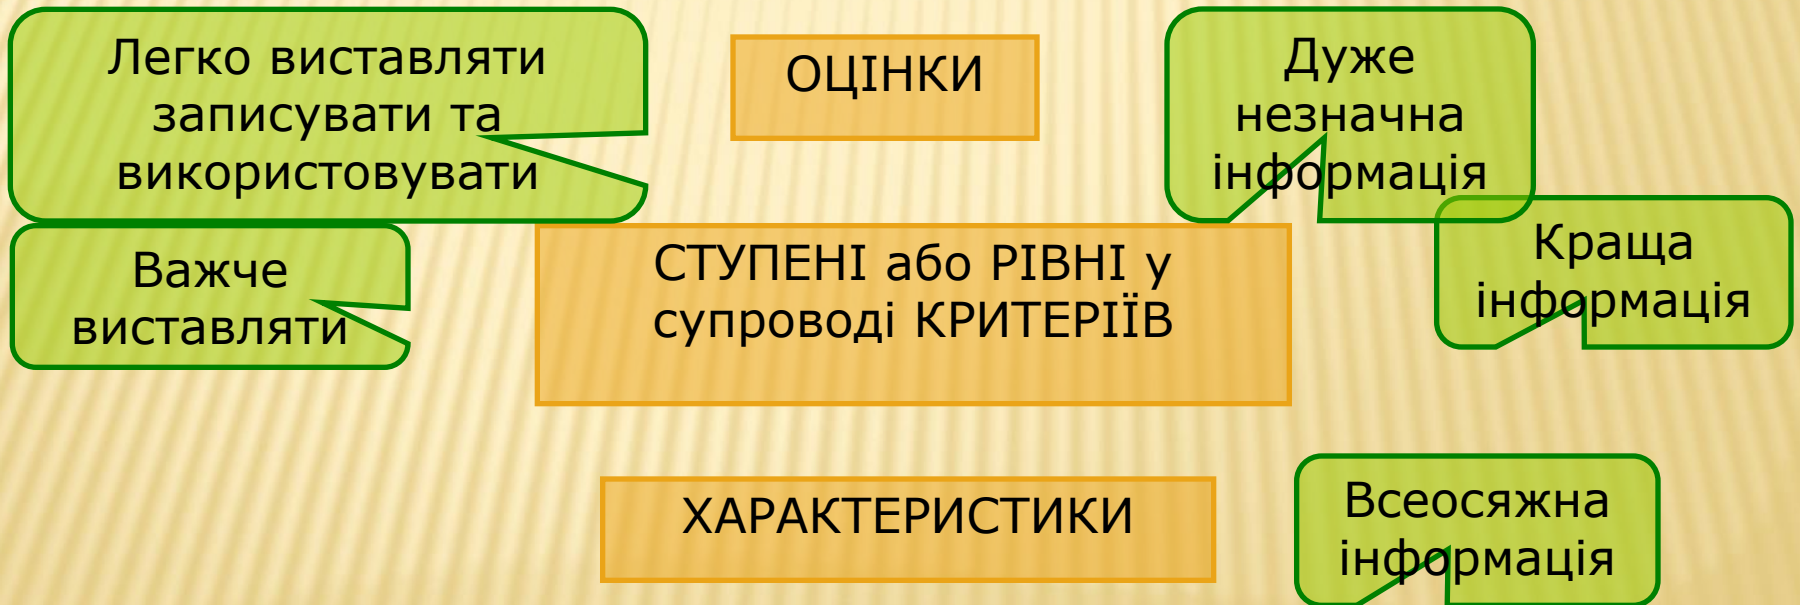 Легко виставляти
записувати та
використовувати
ОЦІНКИ
Дуже
незначна
інформація
Важче
виставляти
СТУПЕНІ або РІВНІ у
супроводі КРИТЕРІЇВ
Краща
інформація
ХАРАКТЕРИСТИКИ
Всеосяжна
інформація